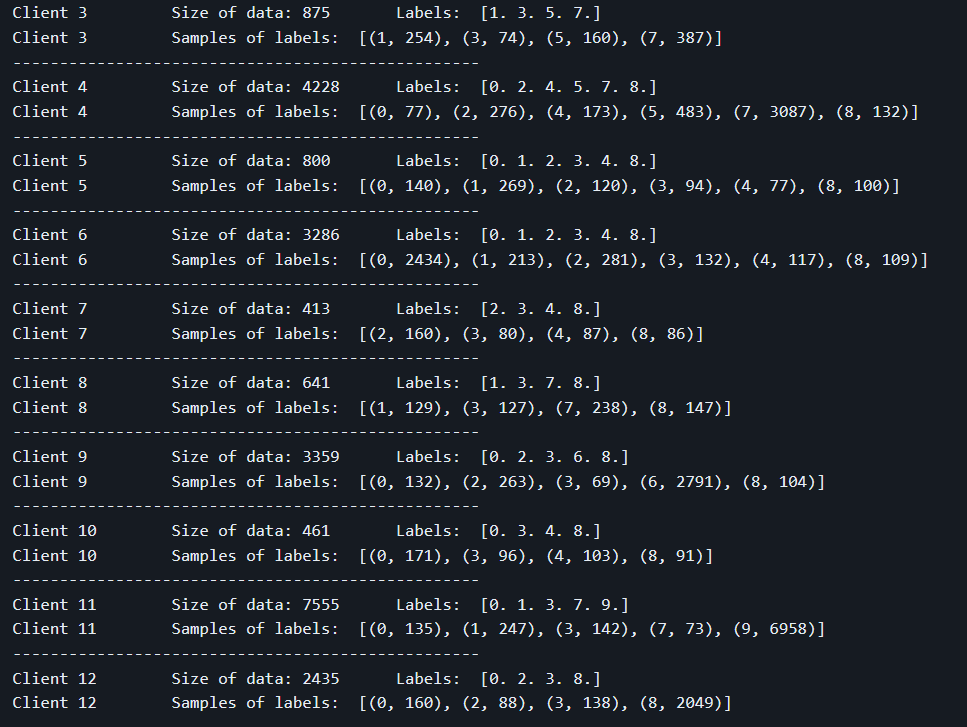 Client 3 Size of data: 875 Labels: [1. 3. 5. 7.]
Client 3 Samples of labels: [(1, 254), (3, 74), (5, 160), (7, 387)]
--------------------------------------------------
Client 4 Size of data: 4228 Labels: [0. 2. 4. 5. 7. 8.]
Client 4 Samples of labels: [(0, 77), (2, 276), (4, 173), (5, 483), (7, 3087), (8, 132)]
--------------------------------------------------
Client 5 Size of data: 800 Labels: [0. 1. 2. 3. 4. 8.]
Client 5 Samples of labels: [(0, 140), (1, 269), (2, 120), (3, 94), (4, 77), (8, 100)]
--------------------------------------------------
Client 6 Size of data: 3286 Labels: [0. 1. 2. 3. 4. 8.]
Client 6 Samples of labels: [(0, 2434), (1, 213), (2, 281), (3, 132), (4, 117), (8, 109)]
--------------------------------------------------
Client 7 Size of data: 413 Labels: [2. 3. 4. 8.]
Client 7 Samples of labels: [(2, 160), (3, 80), (4, 87), (8, 86)]
--------------------------------------------------
Client 8 Size of data: 641 Labels: [1. 3. 7. 8.]
Client 8 Samples of labels: [(1, 129), (3, 127), (7, 238), (8, 147)]
--------------------------------------------------
Client 9 Size of data: 3359 Labels: [0. 2. 3. 6. 8.]
Client 9 Samples of labels: [(0, 132), (2, 263), (3, 69), (6, 2791), (8, 104)]
--------------------------------------------------
Client 10 Size of data: 461 Labels: [0. 3. 4. 8.]
Client 10 Samples of labels: [(0, 171), (3, 96), (4, 103), (8, 91)]
--------------------------------------------------
Client 11 Size of data: 7555 Labels: [0. 1. 3. 7. 9.]
Client 11 Samples of labels: [(0, 135), (1, 247), (3, 142), (7, 73), (9, 6958)]
--------------------------------------------------
Client 12 Size of data: 2435 Labels: [0. 2. 3. 8.]
Client 12 Samples of labels: [(0, 160), (2, 88), (3, 138), (8, 2049)]